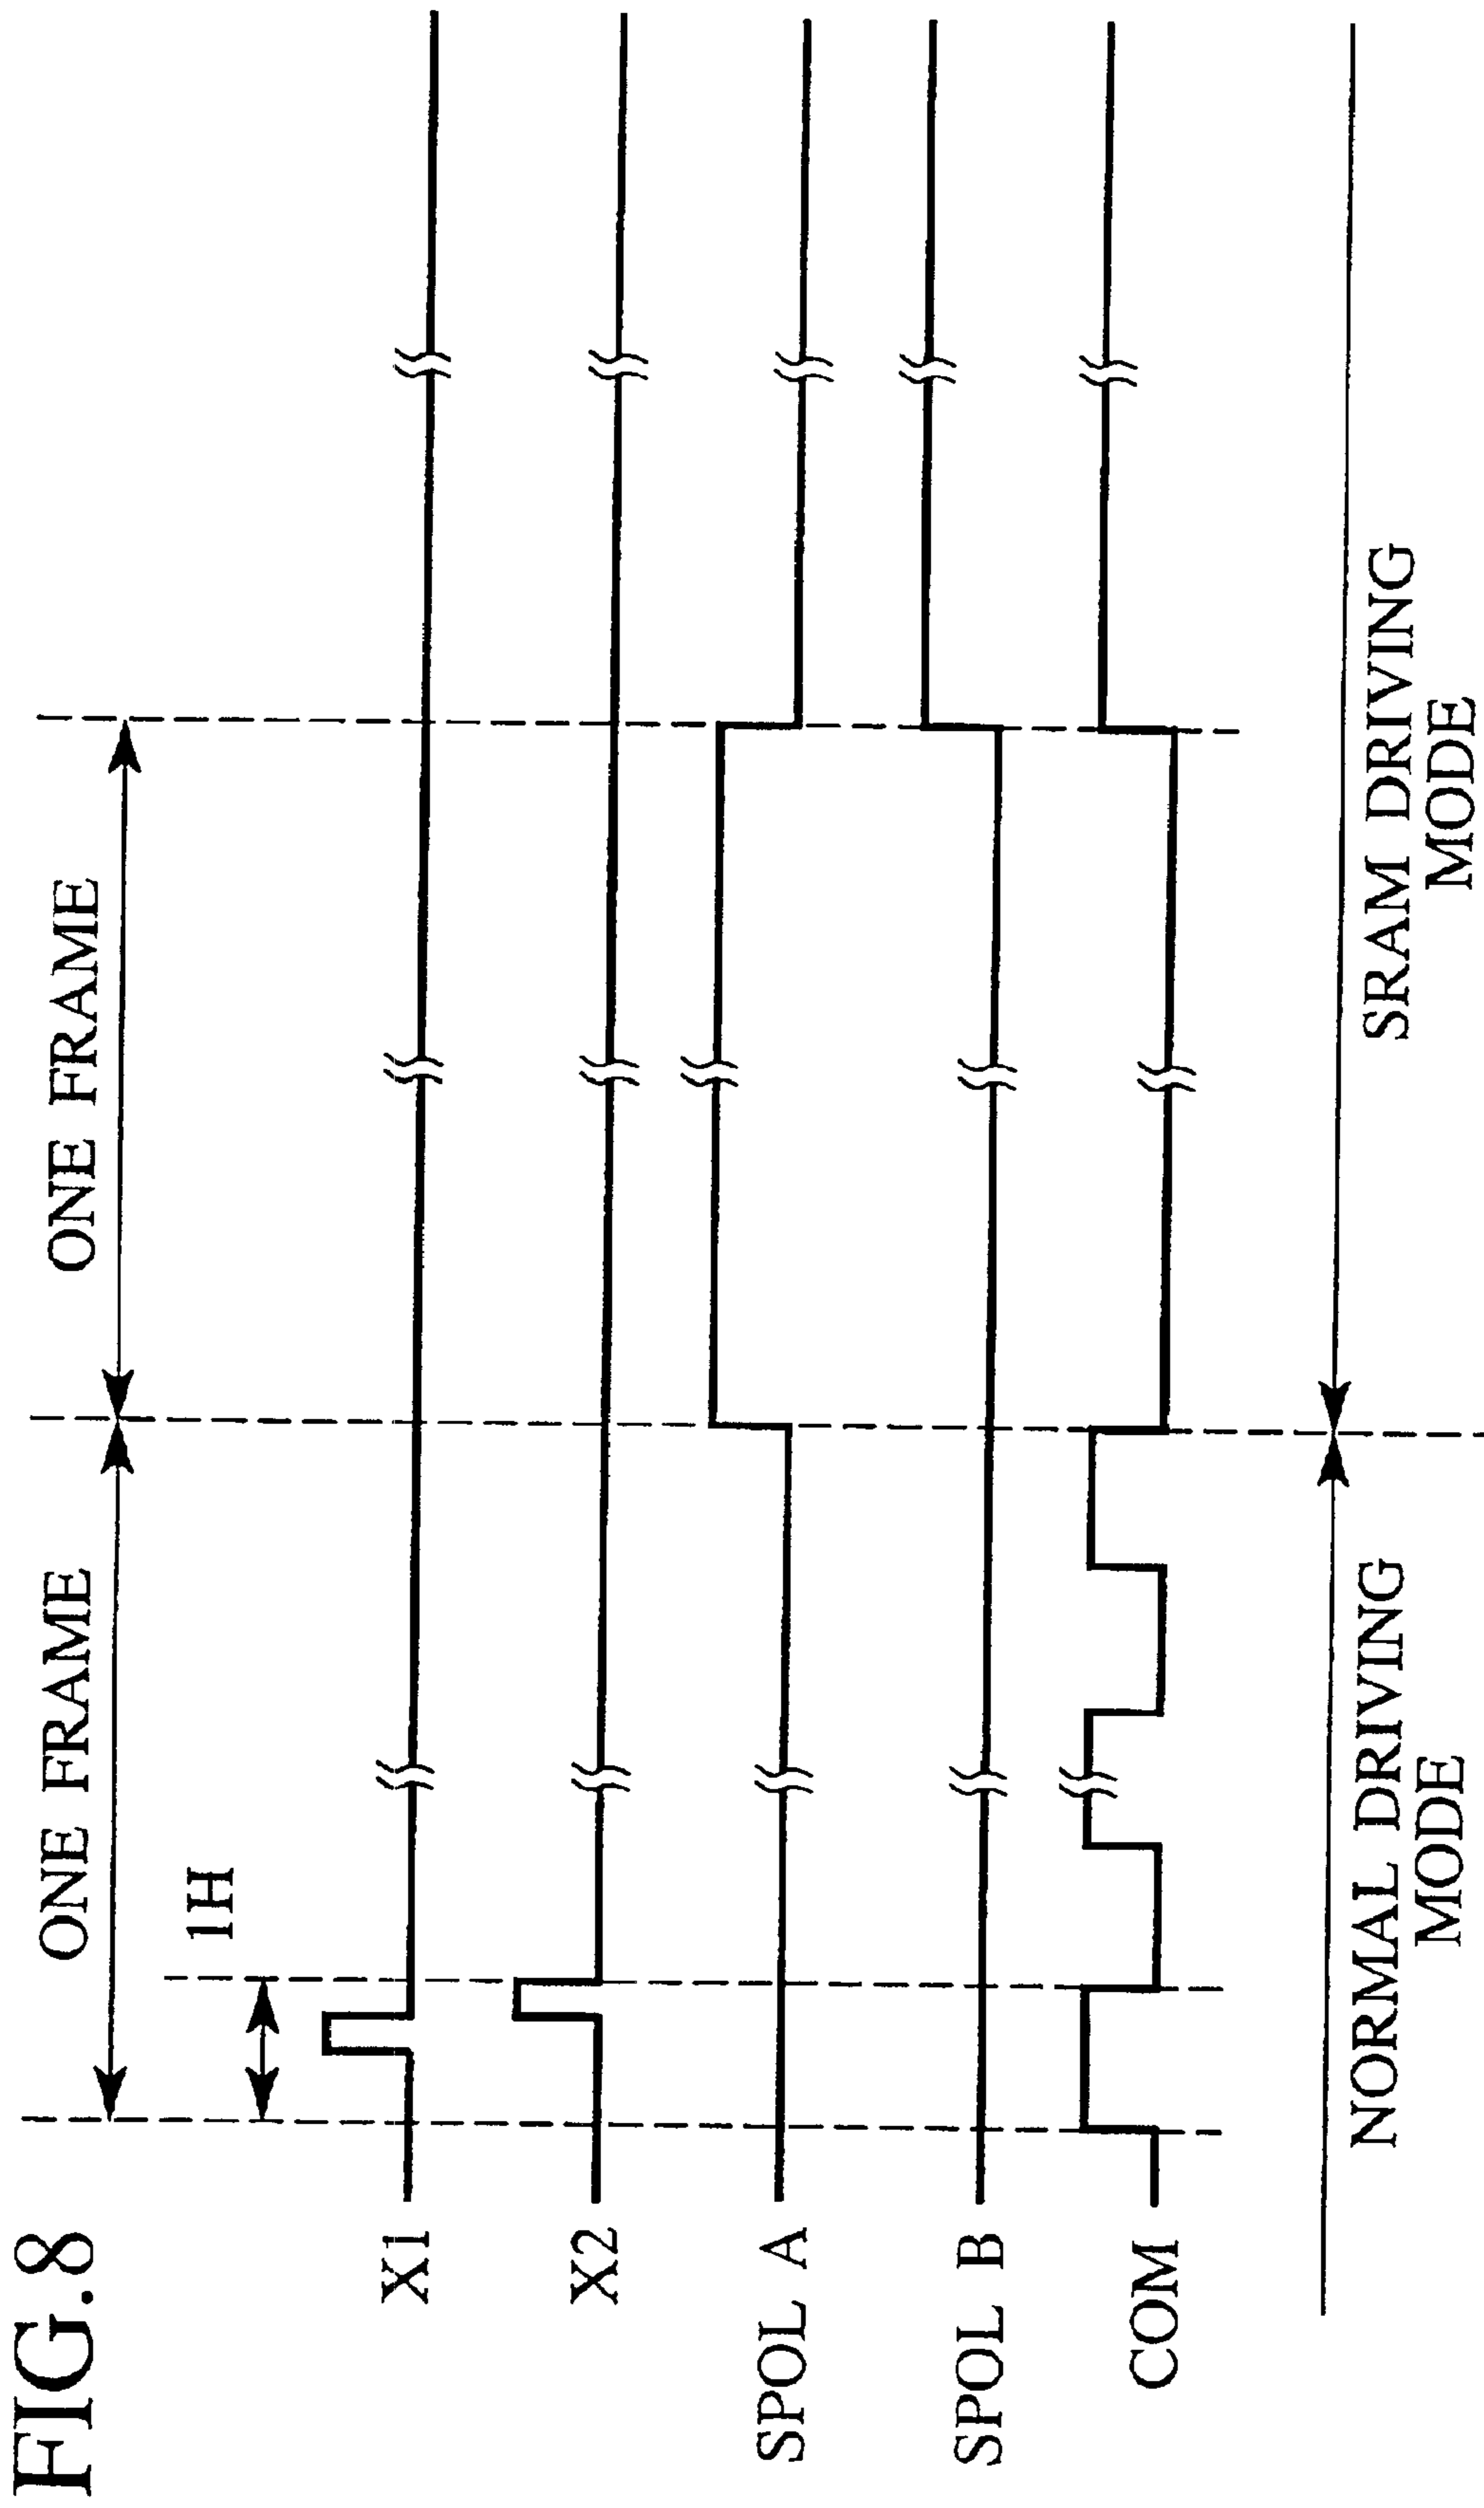 FIG.8
ONE FRAME
ONE FRAME
1H
X1
X2
SPOL A
SPOL B
COM
NORMAL DRIVING
MODE
SRAM DRIVING
MODE